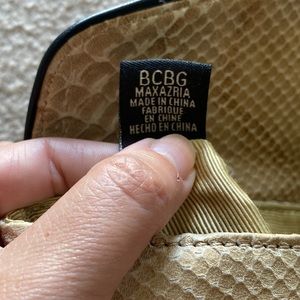 BCBG
MAXAZRIA
MADE IN CHINA
FABRIQUE
EN CHINE
HECHO EN CHINA